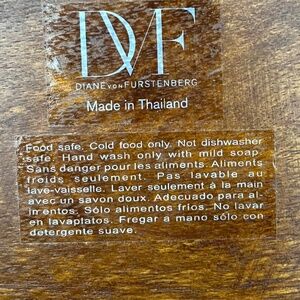 DVF
DIANE VON FURSTENBERG
Made in Thailand
Food safe. Cold food only. Not dishwasher
safe. Hand wash only with mild soap
Sans danger pour les aliments. Aliments
froids seulement. Pas lavable au
lave-vaisselle. Laver seulement à la main
avec un savon doux. Adecuado para al-
imentos. Sólo alimentos fríos. No lavar
en lavaplatos. Fregar a mano sólo con
detergente suave.